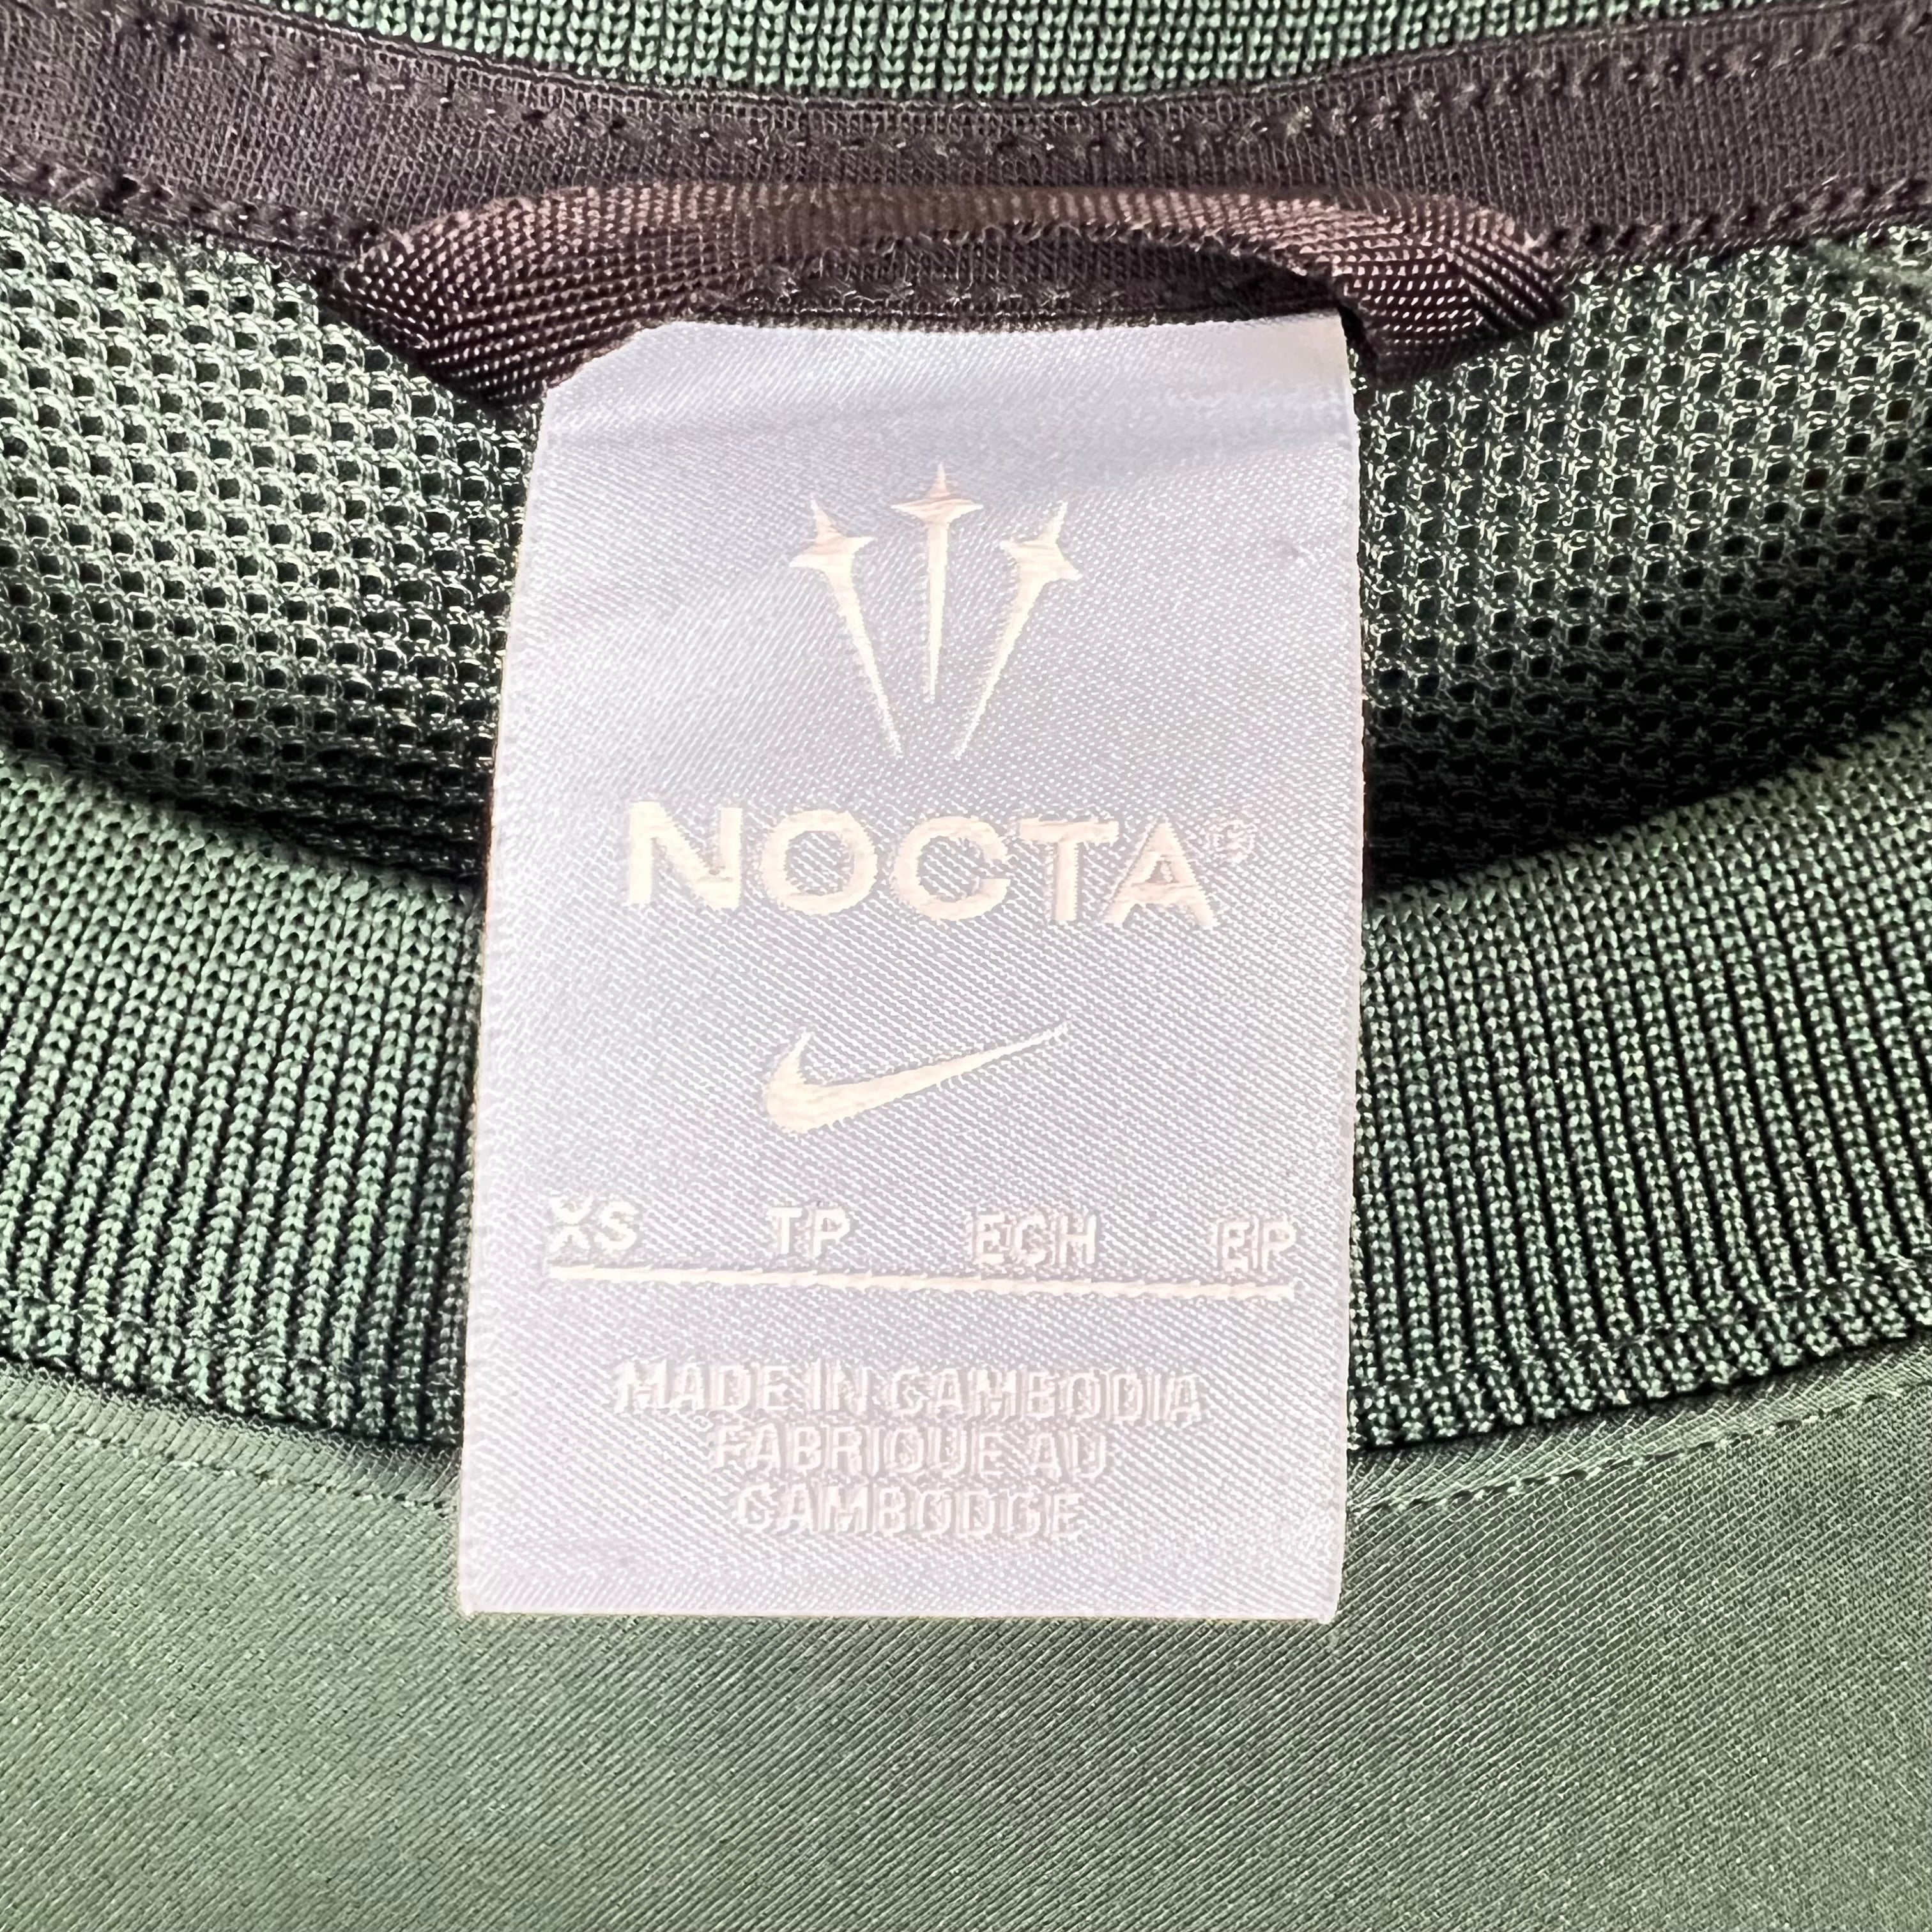 NOCTA®
XS TP ECH EP
MADE IN CAMBODIA
FABRIQUE AU
CAMBODGE